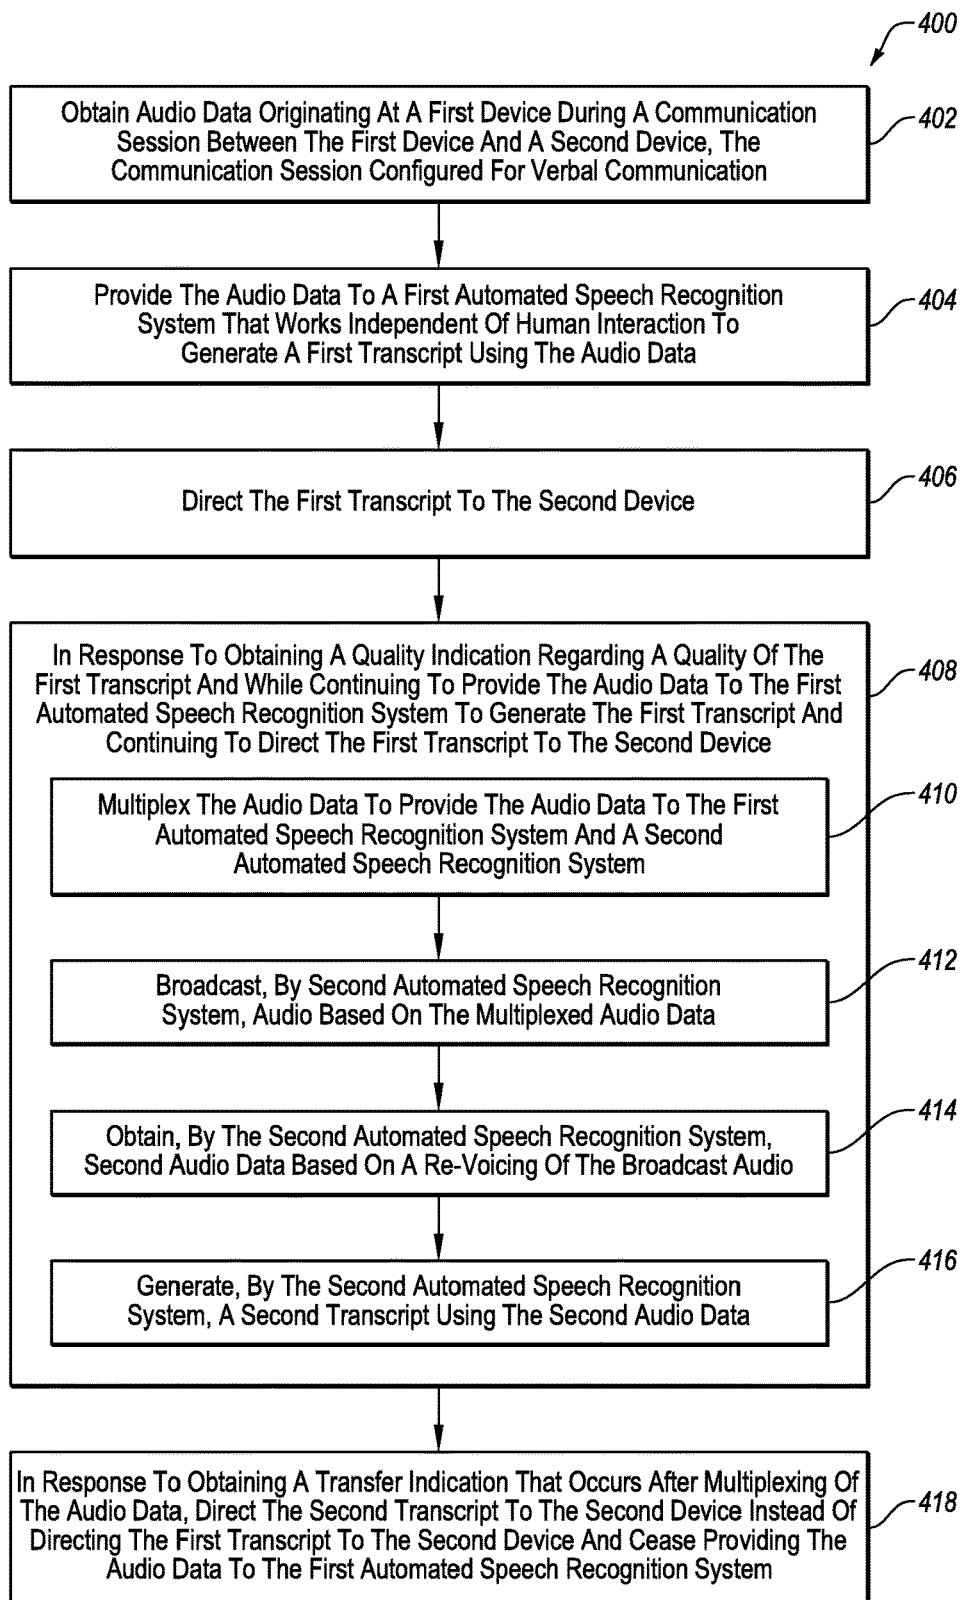 400
Obtain Audio Data Originating At A First Device During A Communication
Session Between The First Device And A Second Device, The
Communication Session Configured For Verbal Communication
402
Provide The Audio Data To A First Automated Speech Recognition
System That Works Independent Of Human Interaction To
Generate A First Transcript Using The Audio Data
404
Direct The First Transcript To The Second Device
406
In Response To Obtaining A Quality Indication Regarding A Quality Of The
First Transcript And While Continuing To Provide The Audio Data To The First
Automated Speech Recognition System To Generate The First Transcript And
Continuing To Direct The First Transcript To The Second Device
408
Multiplex The Audio Data To Provide The Audio Data To The First
Automated Speech Recognition System And A Second
Automated Speech Recognition System
410
Broadcast, By Second Automated Speech Recognition
System, Audio Based On The Multiplexed Audio Data
412
Obtain, By The Second Automated Speech Recognition System,
Second Audio Data Based On A Re-Voicing Of The Broadcast Audio
414
Generate, By The Second Automated Speech Recognition
System, A Second Transcript Using The Second Audio Data
416
In Response To Obtaining A Transfer Indication That Occurs After Multiplexing Of
The Audio Data, Direct The Second Transcript To The Second Device Instead Of
Directing The First Transcript To The Second Device And Cease Providing The
Audio Data To The First Automated Speech Recognition System
418